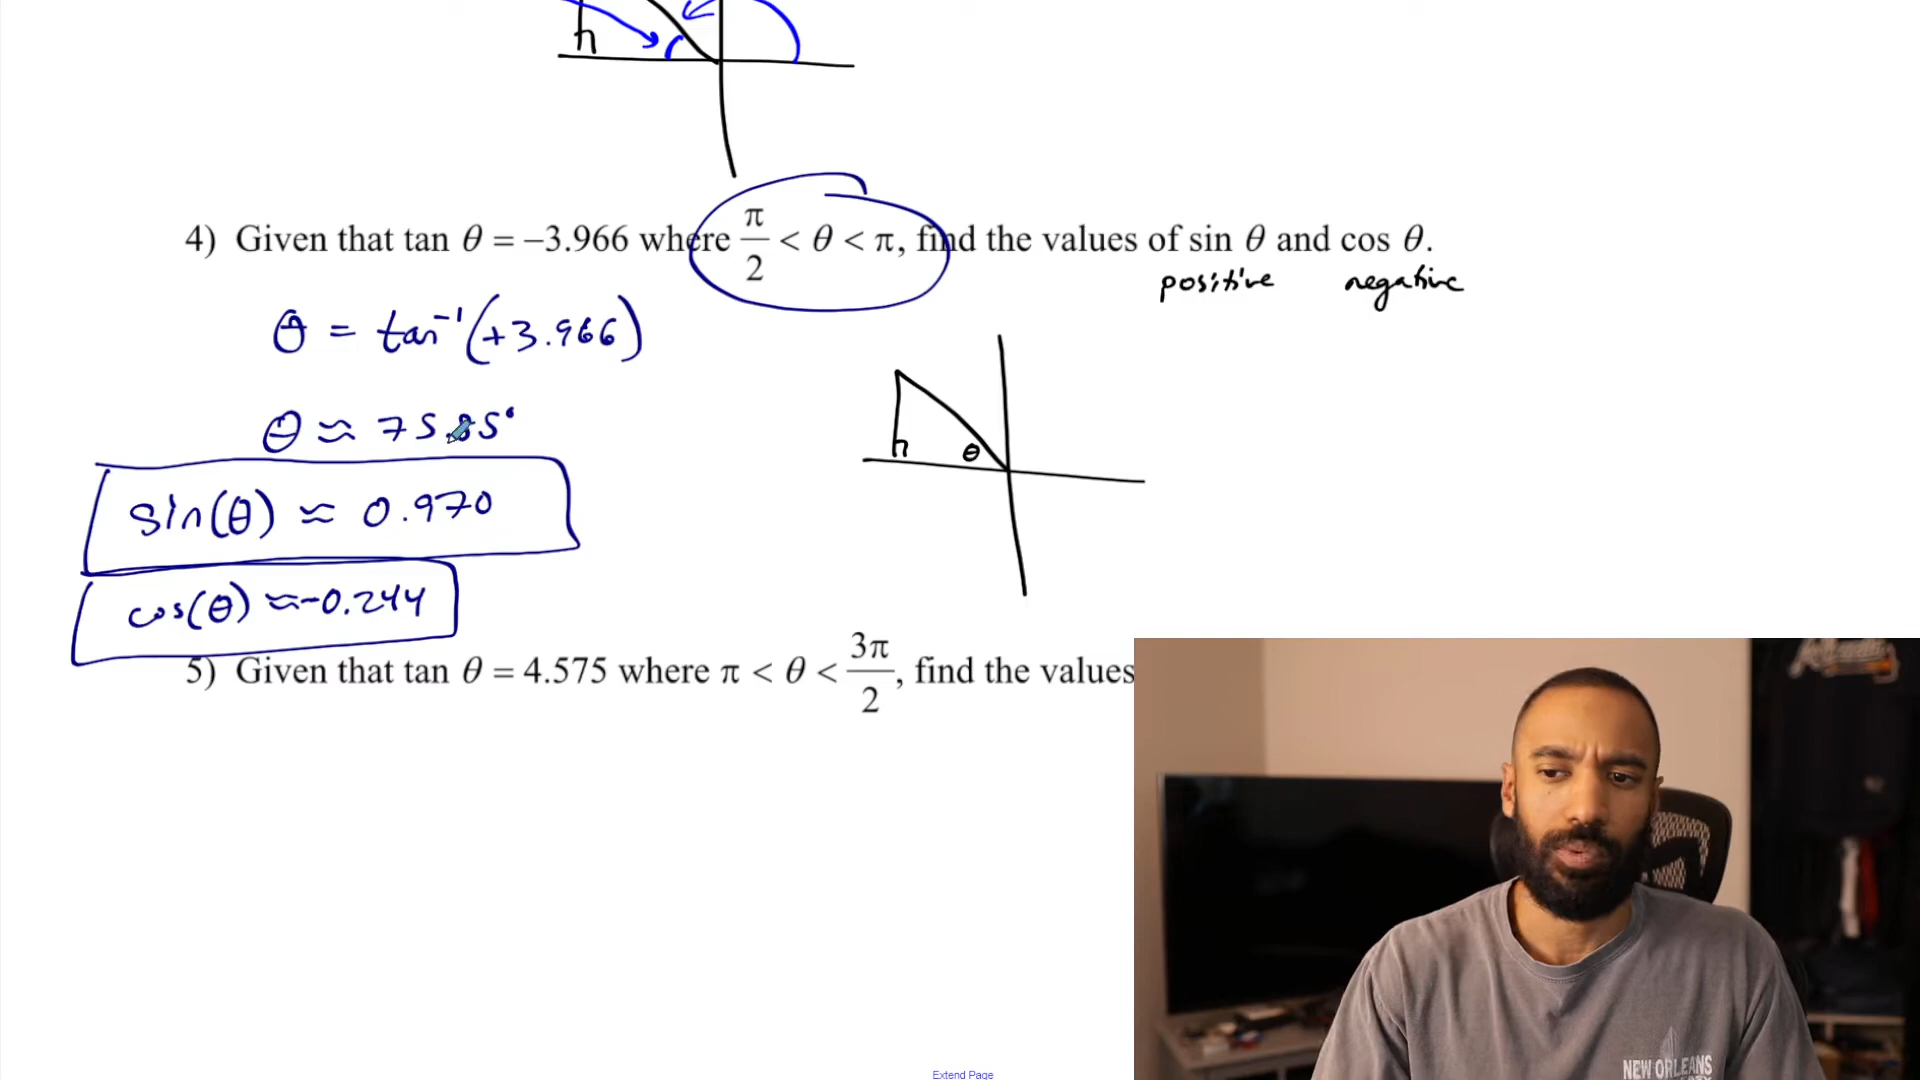 4) Given that tan θ = −3.966 where π/2 < θ < π, find the values of sin θ and cos θ.
positive negative
θ = tan⁻¹(+3.966)
θ ≈ 75.85°
θ
sin(θ) ≈ 0.970
cos(θ) ≈ -0.244
5) Given that tan θ = 4.575 where π < θ < 3π/2, find the values
NEW ORLEANS
Extend Page